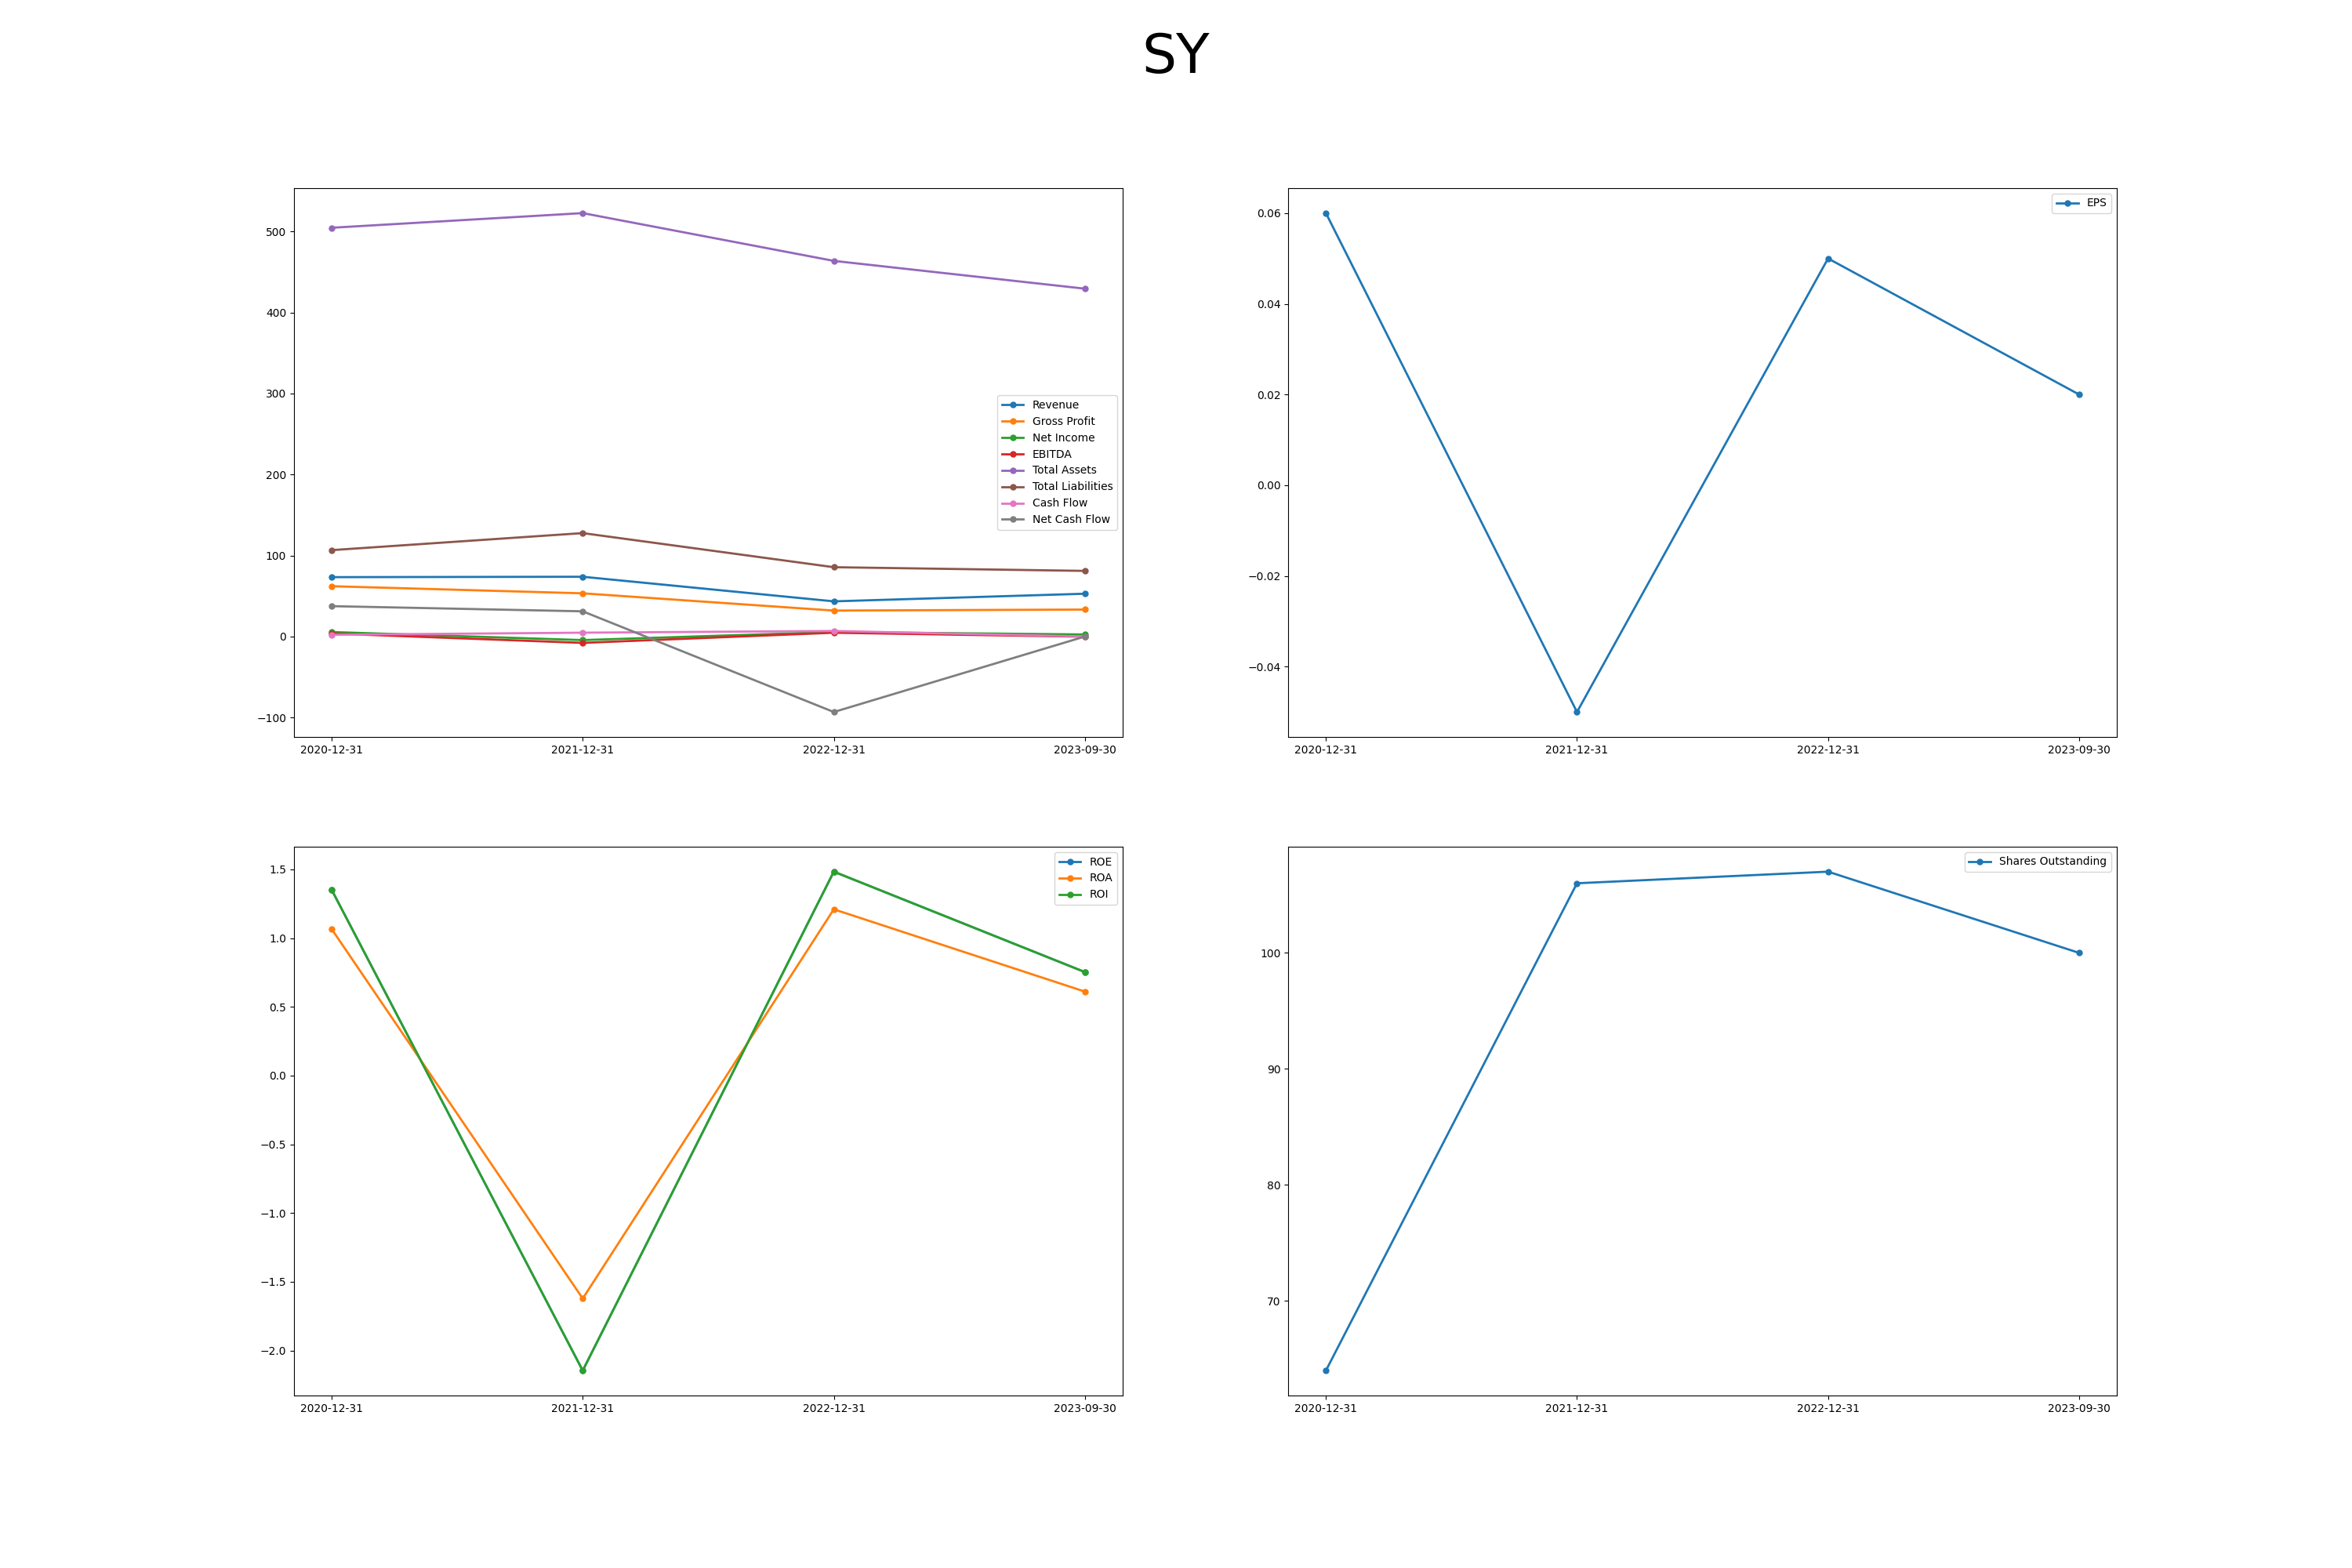 SY
500
400
300
200
100
0
−100
2020-12-31 2021-12-31 2022-12-31 2023-09-30
Revenue
Gross Profit
Net Income
EBITDA
Total Assets
Total Liabilities
Cash Flow
Net Cash Flow
0.06
0.04
0.02
0.00
−0.02
−0.04
2020-12-31 2021-12-31 2022-12-31 2023-09-30
EPS
1.5
1.0
0.5
0.0
−0.5
−1.0
−1.5
−2.0
2020-12-31 2021-12-31 2022-12-31 2023-09-30
ROE
ROA
ROI
100
90
80
70
2020-12-31 2021-12-31 2022-12-31 2023-09-30
Shares Outstanding